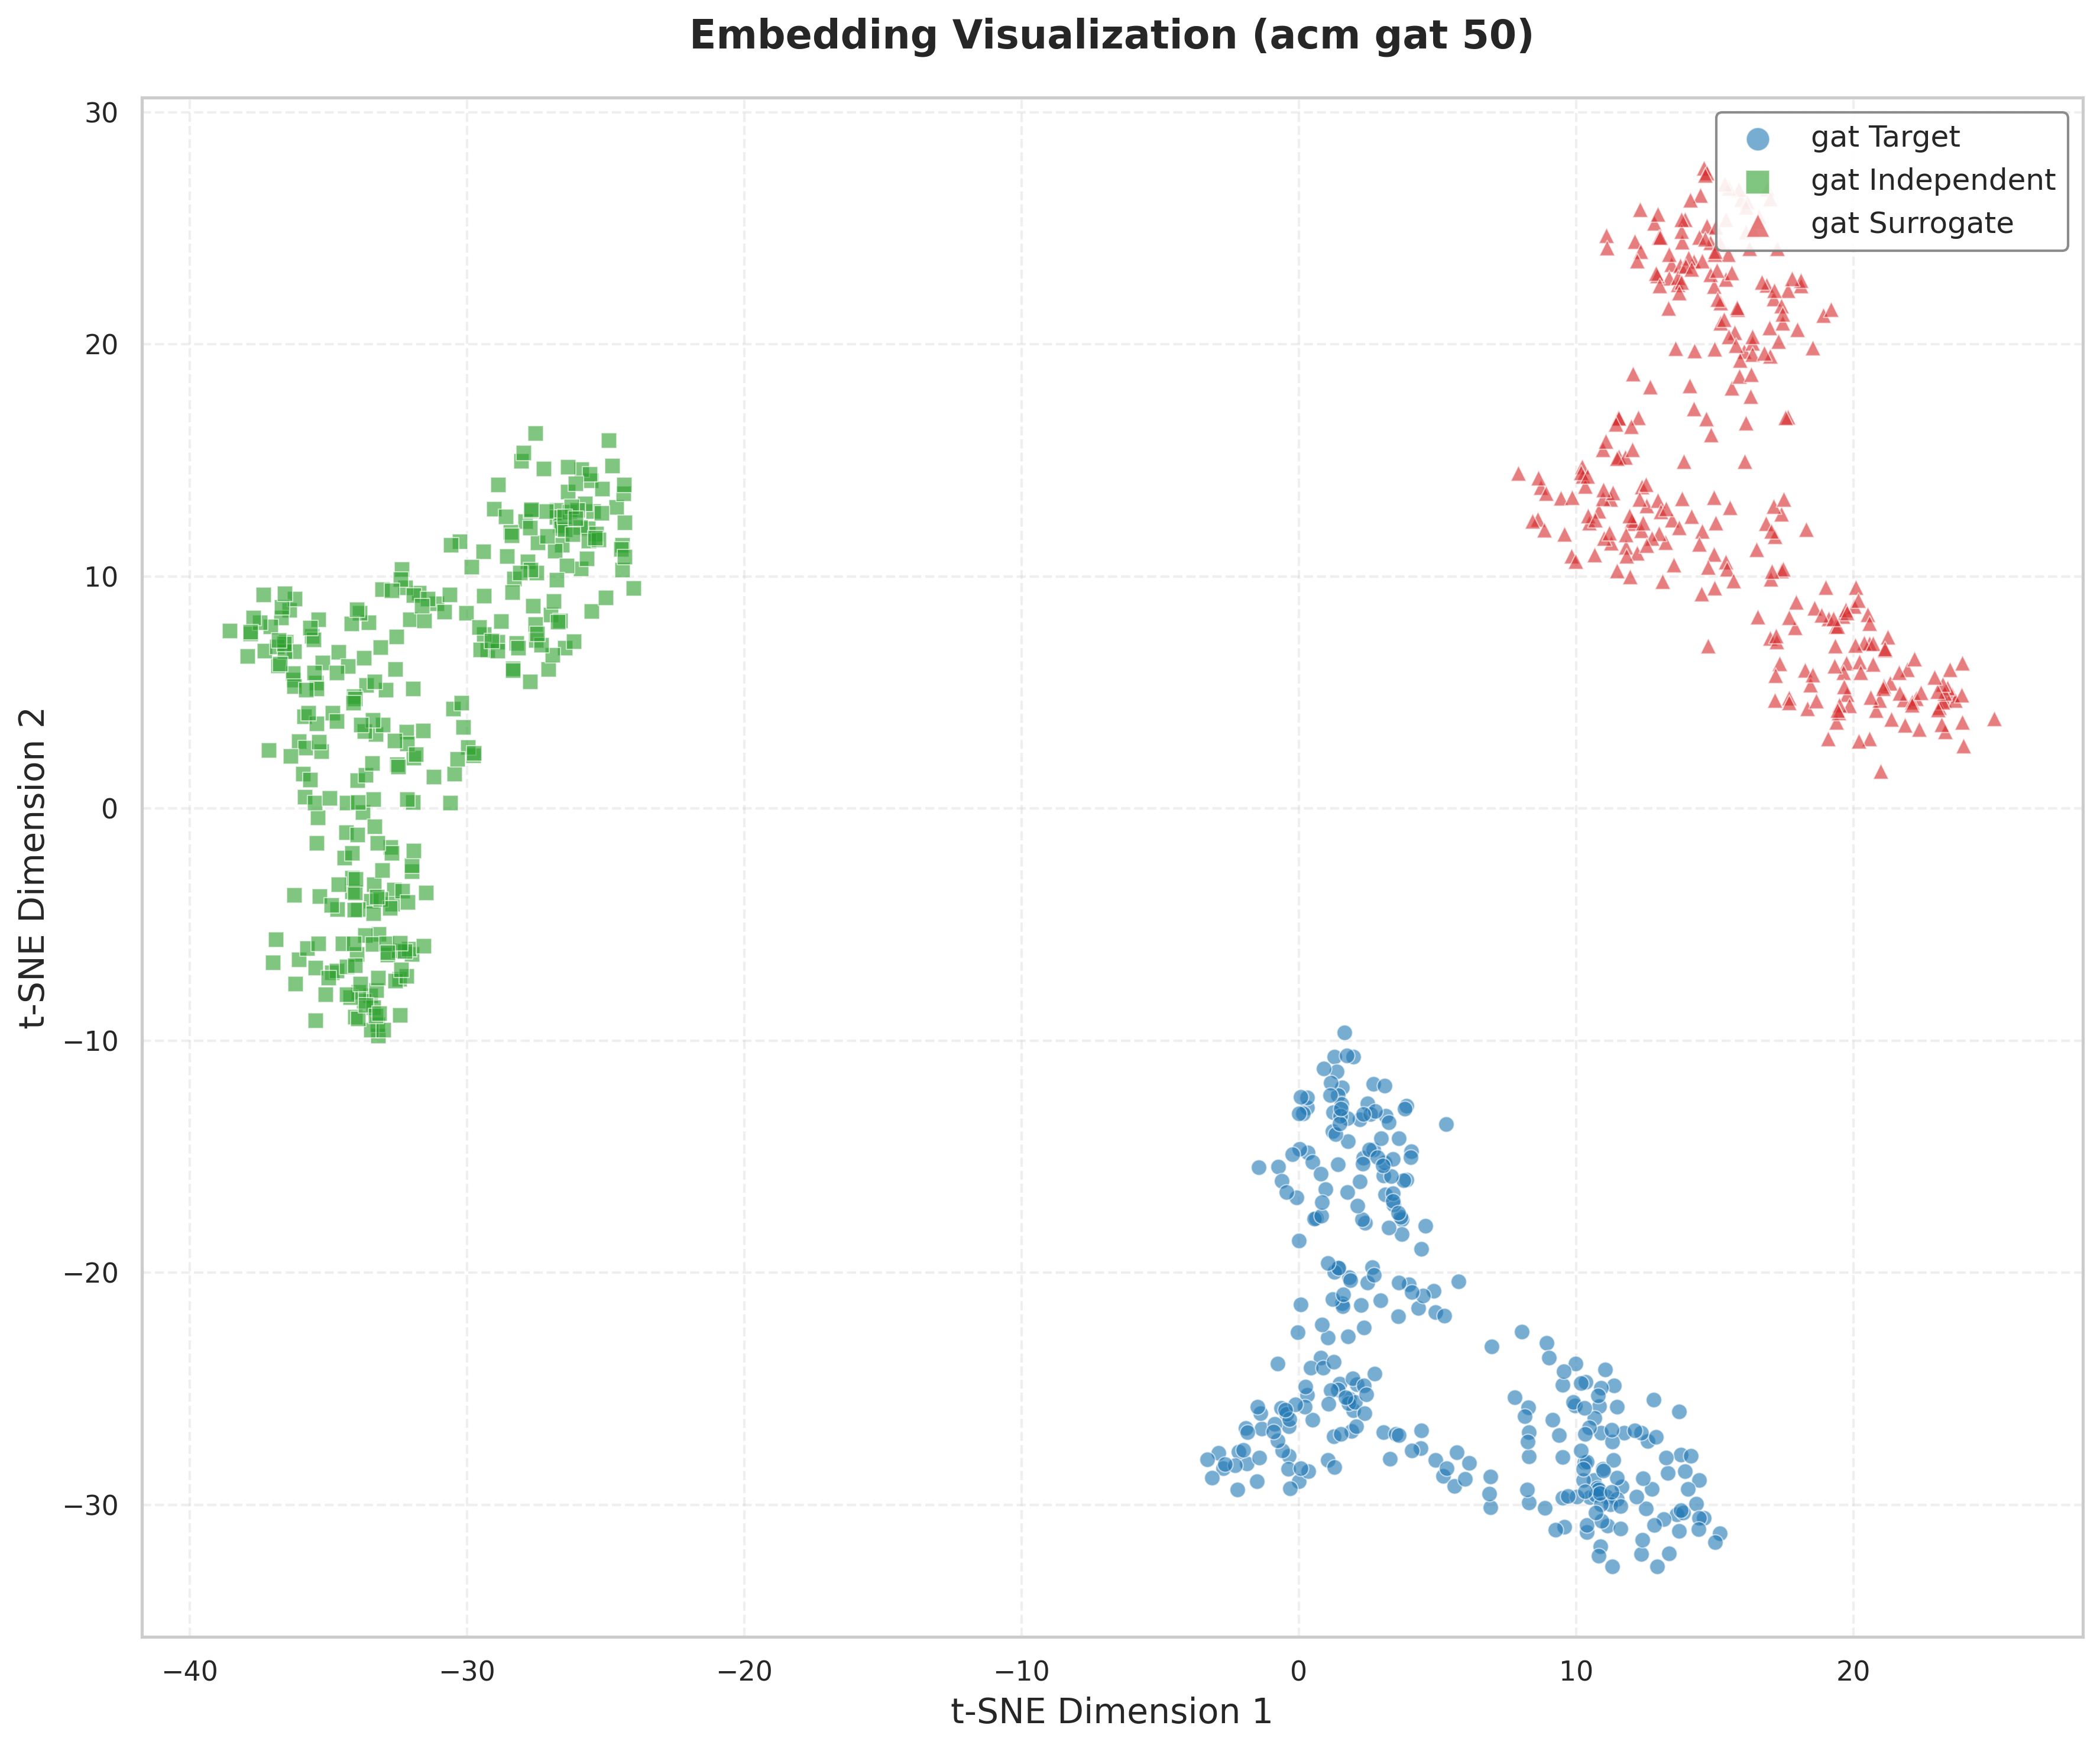 Embedding Visualization (acm gat 50)
gat Target
gat Independent
gat Surrogate
30
20
10
0
−10
−20
−30
t-SNE Dimension 2
−40
−30
−20
−10
0
10
20
t-SNE Dimension 1